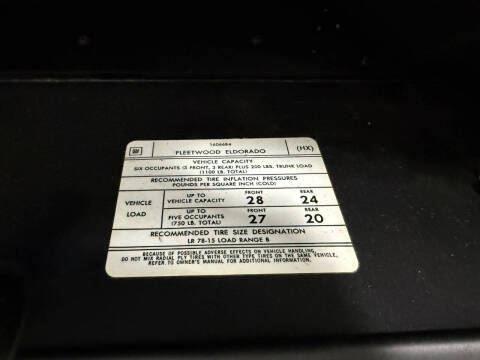 1606684
GM
FLEETWOOD ELDORADO
(HX)
VEHICLE CAPACITY
SIX OCCUPANTS (3 FRONT, 3 REAR) PLUS 200 LBS. TRUNK LOAD
(1100 LB. TOTAL)
RECOMMENDED TIRE INFLATION PRESSURES
POUNDS PER SQUARE INCH (COLD)
VEHICLE LOAD
UP TO VEHICLE CAPACITY
FRONT 28
REAR 24
UP TO FIVE OCCUPANTS (750 LB. TOTAL)
FRONT 27
REAR 20
RECOMMENDED TIRE SIZE DESIGNATION
LR 78-15 LOAD RANGE B
BECAUSE OF POSSIBLE ADVERSE EFFECTS ON VEHICLE HANDLING,
DO NOT MIX RADIAL PLY TIRES WITH OTHER TYPE TIRES ON THE SAME VEHICLE.
REFER TO OWNER'S MANUAL FOR ADDITIONAL INFORMATION.